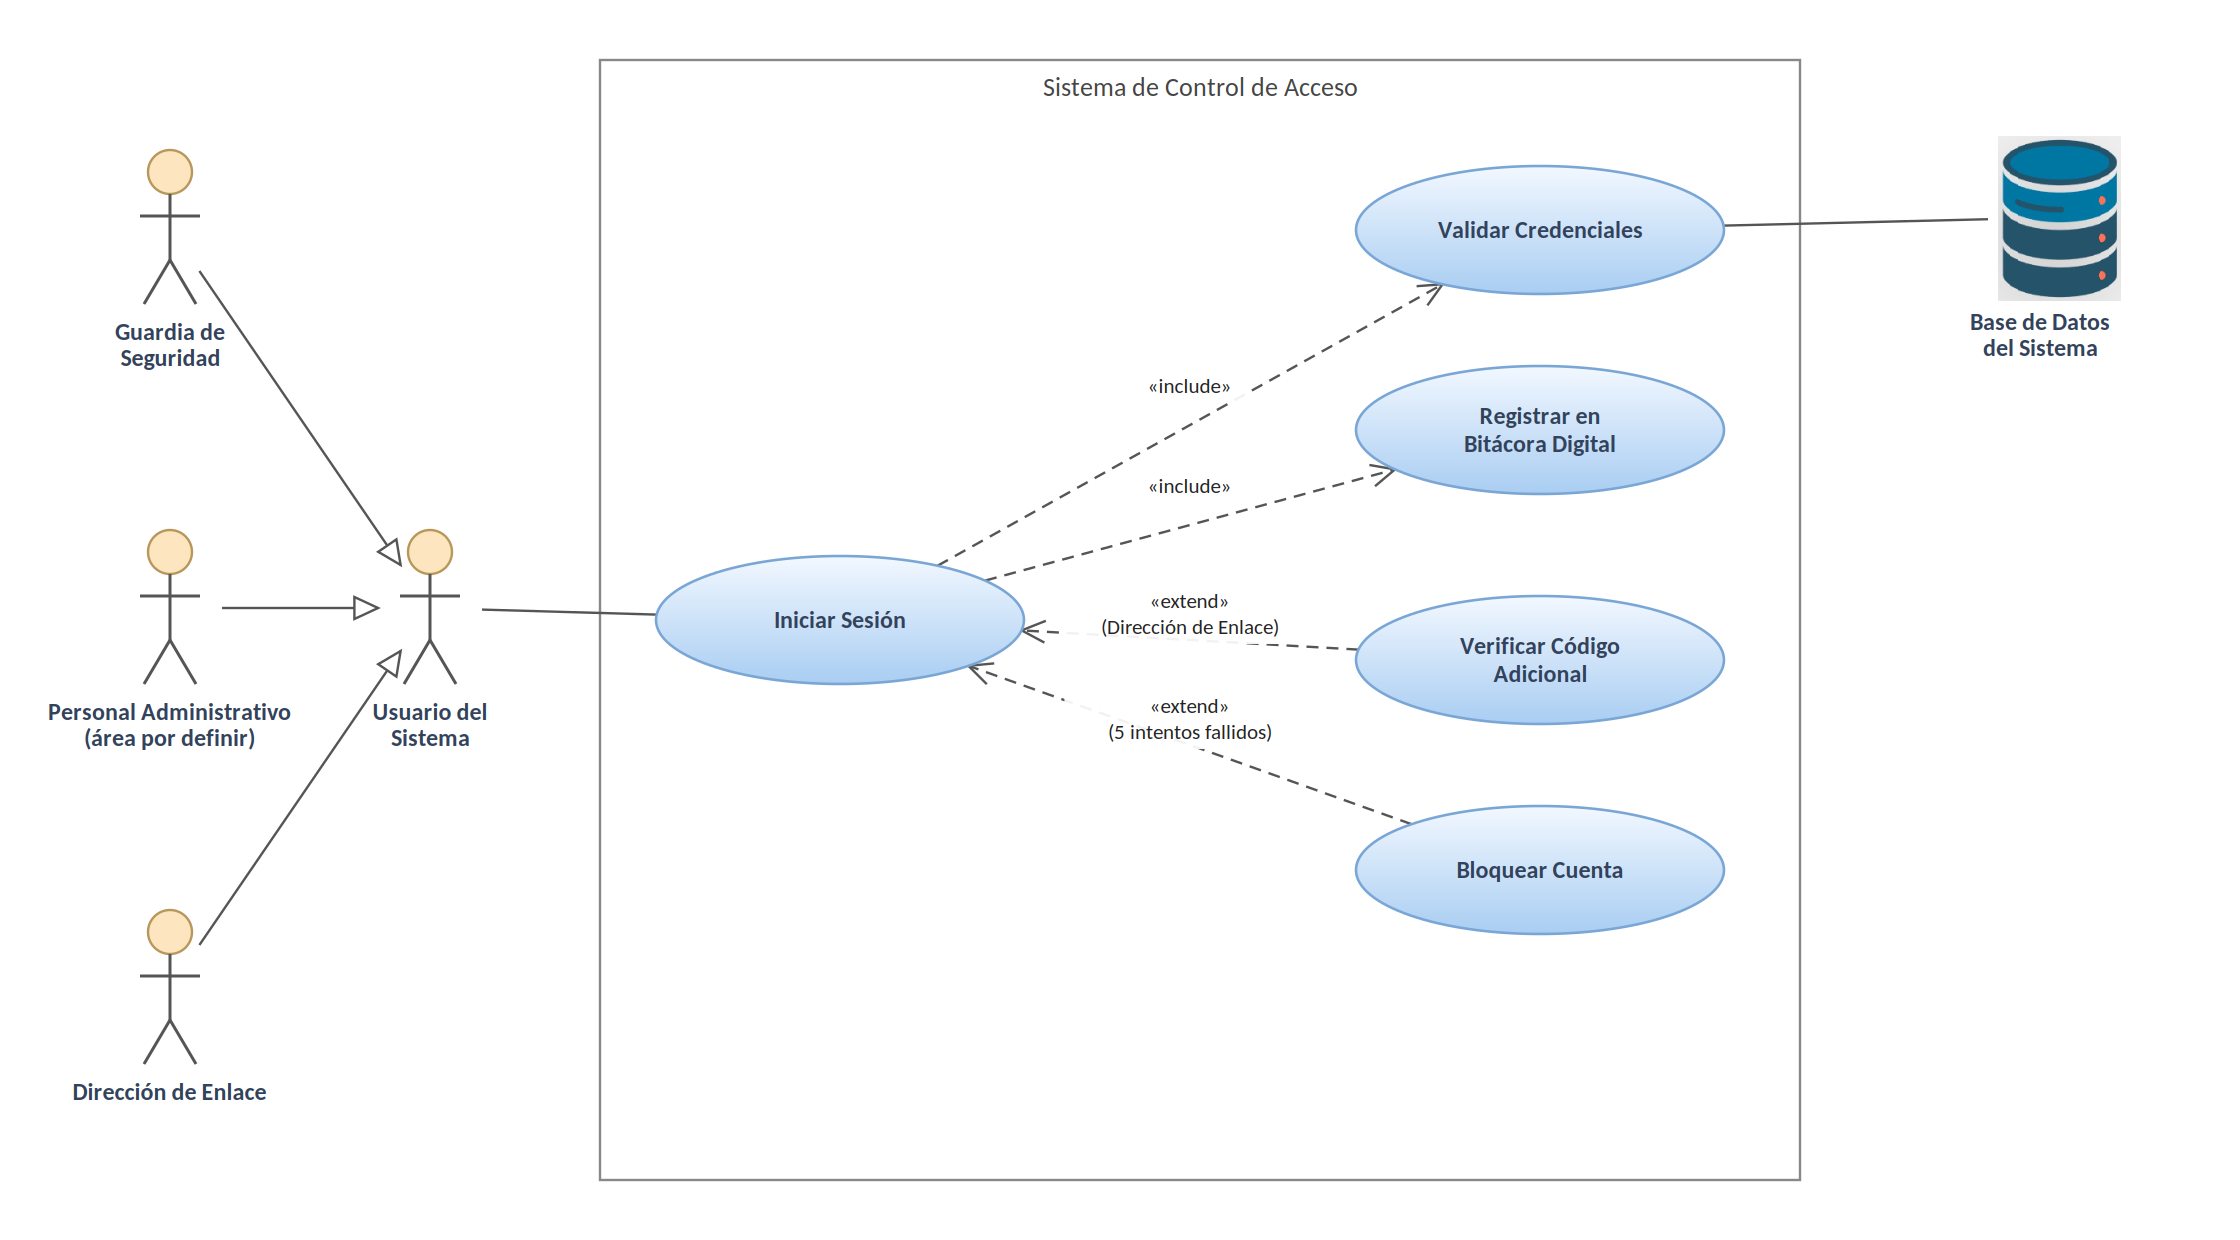 Sistema de Control de Acceso
Guardia de
Seguridad
Validar Credenciales
Base de Datos
del Sistema
«include»
Registrar en
Bitácora Digital
«include»
Personal Administrativo
(área por definir)
Usuario del
Sistema
Iniciar Sesión
«extend»
(Dirección de Enlace)
Verificar Código
Adicional
«extend»
(5 intentos fallidos)
Bloquear Cuenta
Dirección de Enlace